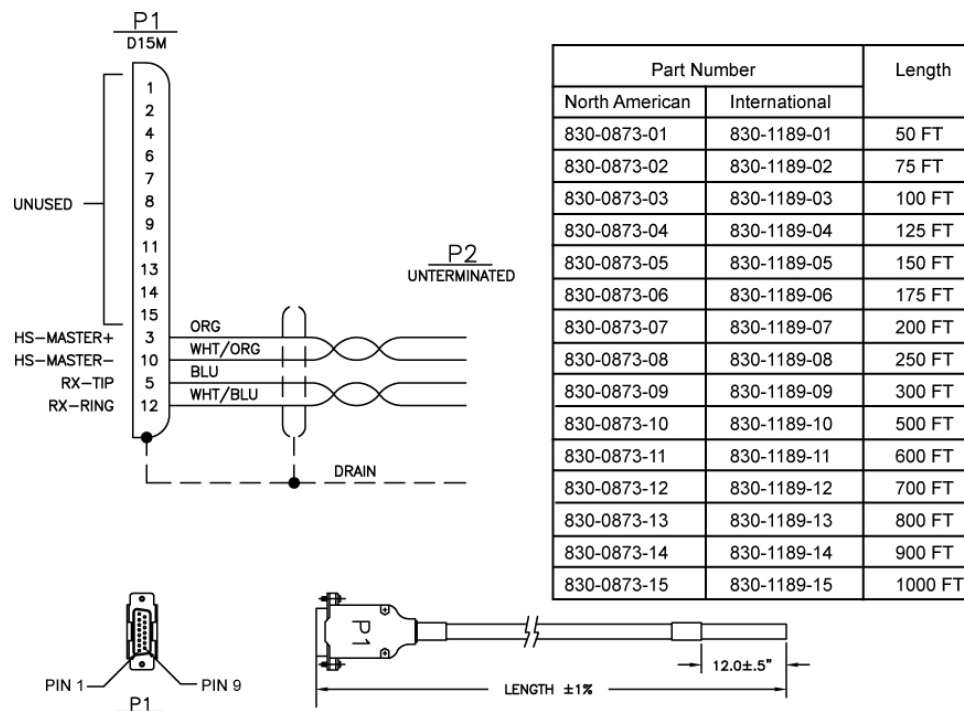 P1
D15M
1
2
4
6
7
UNUSED 8
9
11
13
14
15
HS-MASTER+ 3 ORG
HS-MASTER- 10 WHT/ORG
RX-TIP 5 BLU
RX-RING 12 WHT/BLU
DRAIN
P2
UNTERMINATED
Part Number Length
North American International
830-0873-01 830-1189-01 50 FT
830-0873-02 830-1189-02 75 FT
830-0873-03 830-1189-03 100 FT
830-0873-04 830-1189-04 125 FT
830-0873-05 830-1189-05 150 FT
830-0873-06 830-1189-06 175 FT
830-0873-07 830-1189-07 200 FT
830-0873-08 830-1189-08 250 FT
830-0873-09 830-1189-09 300 FT
830-0873-10 830-1189-10 500 FT
830-0873-11 830-1189-11 600 FT
830-0873-12 830-1189-12 700 FT
830-0873-13 830-1189-13 800 FT
830-0873-14 830-1189-14 900 FT
830-0873-15 830-1189-15 1000 FT
PIN 1 PIN 9
P1
P1
12.0±.5"
LENGTH ±1%